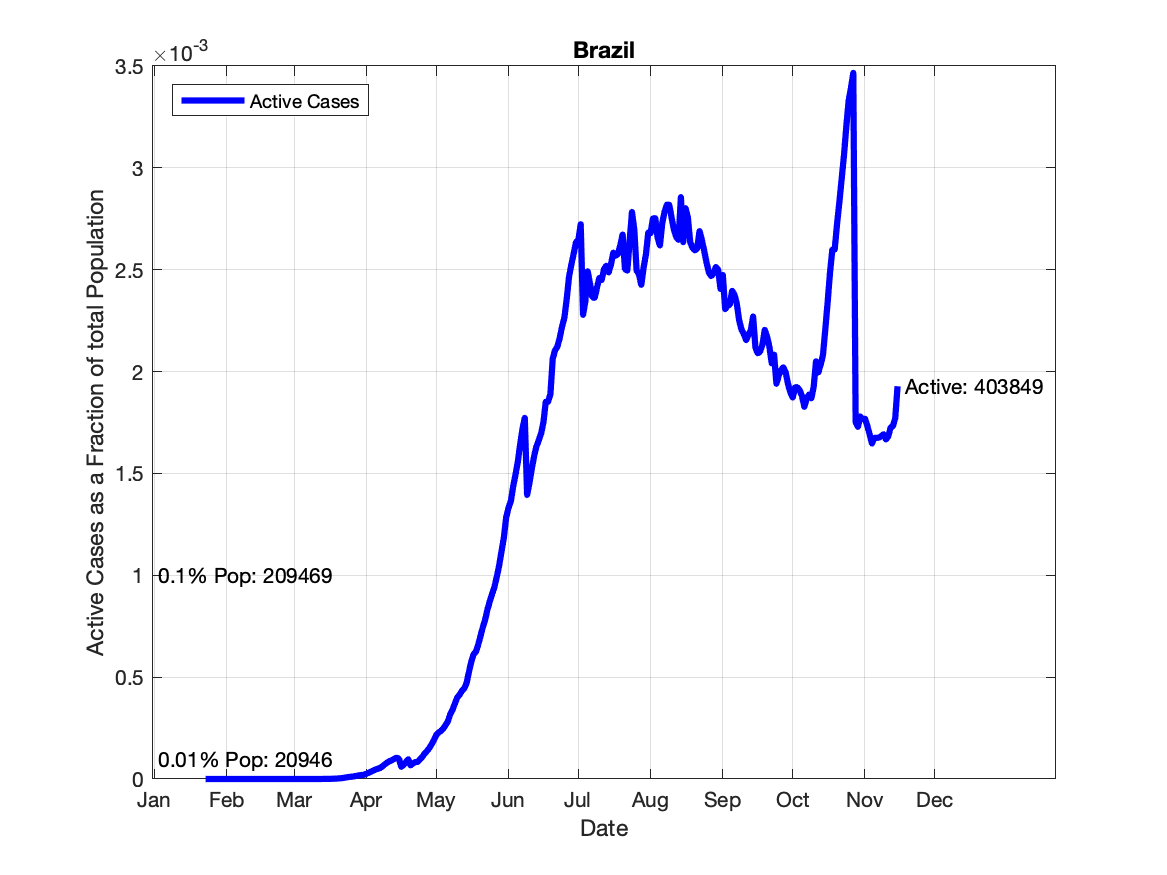 Brazil
×10-3
3.5
3
2.5
2
1.5
1
0.5
0
Active Cases
Active Cases as a Fraction of total Population
Active: 403849
0.1% Pop: 209469
0.01% Pop: 20946
Jan Feb Mar Apr May Jun Jul Aug Sep Oct Nov Dec
Date